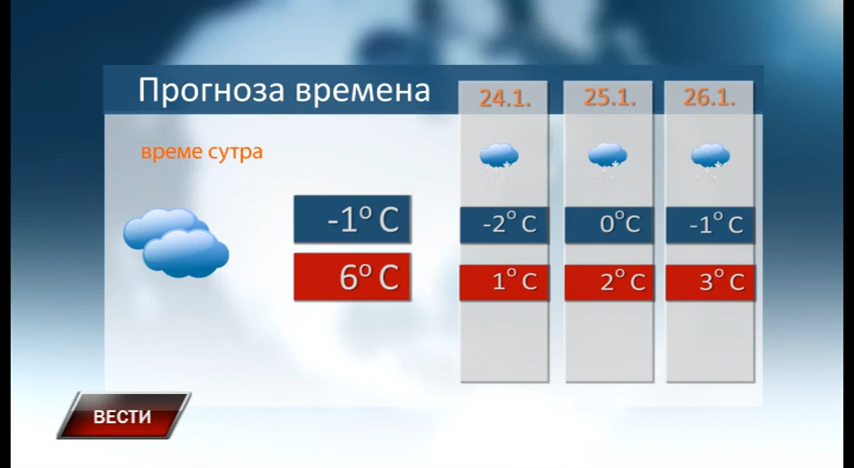 Прогноза времена
време сутра
-1° C
6° C
24.1.
-2° C
1° C
25.1.
0°C
2° C
26.1.
-1° C
3° C
ВЕСТИ